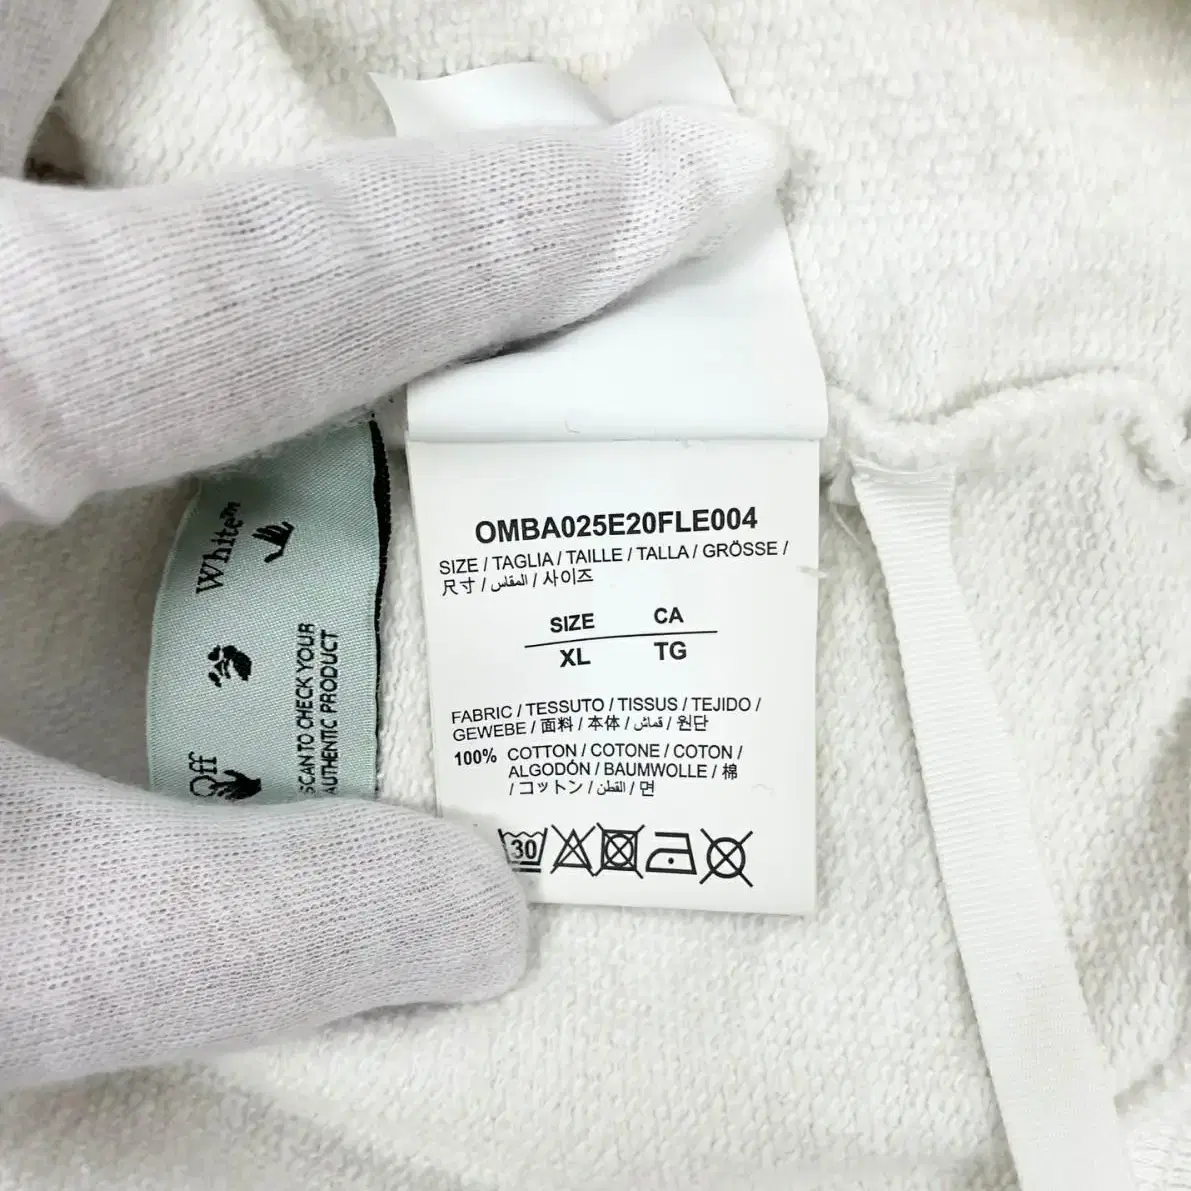 OMBA025E20FLE004
SIZE / TAGLIA / TAILLE / TALLA / GRÖSSE /
尺寸 / المقاس / 사이즈
SIZE CA
XL TG
FABRIC / TESSUTO / TISSUS / TEJIDO /
GEWEBE / 面料 / 本体 / قماش / 원단
100% COTTON / COTONE / COTON /
ALGODÓN / BAUMWOLLE / 棉
/ コットン / القطن / 면
30
Off
White™
SCAN TO CHECK YOUR
AUTHENTIC PRODUCT